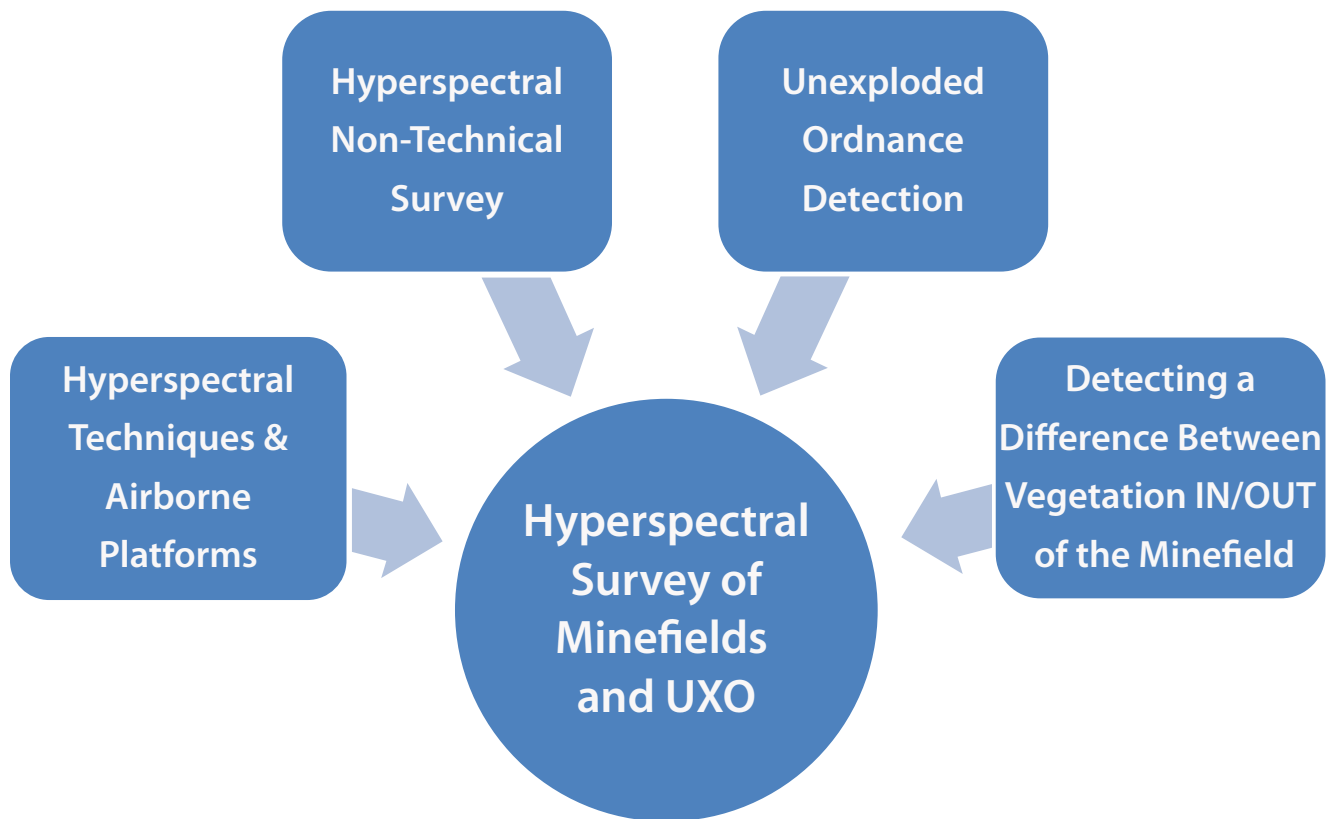 Hyperspectral
Non-Technical
Survey
Unexploded
Ordnance
Detection
Hyperspectral
Techniques &
Airborne
Platforms
Detecting a
Difference Between
Vegetation IN/OUT
of the Minefield
Hyperspectral
Survey of
Minefields
and UXO